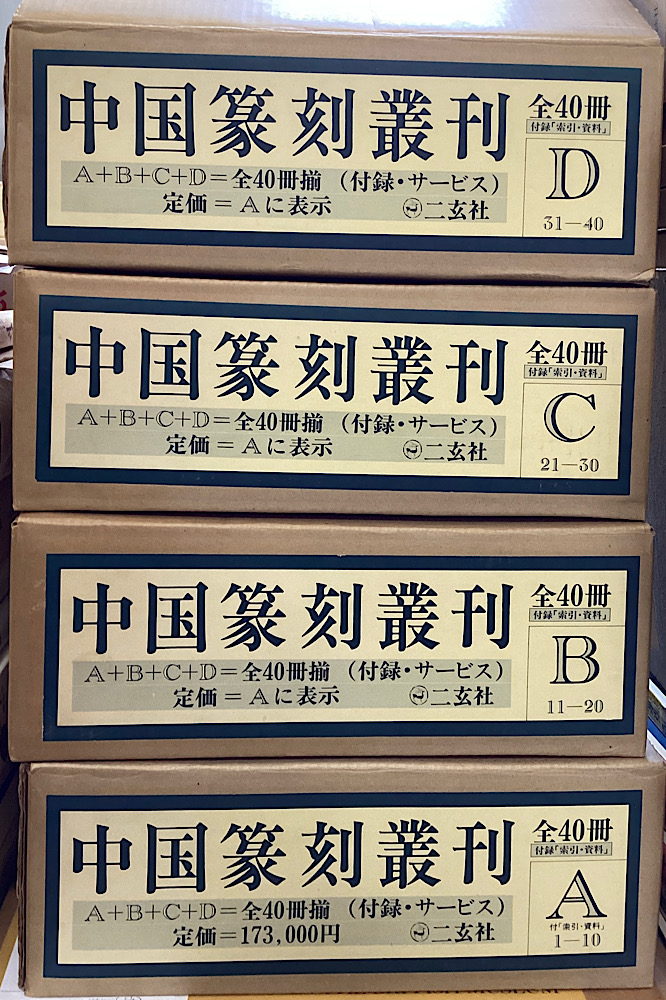 中国篆刻叢刊
全40冊
付録「索引・資料」
A+B+C+D=全40冊揃 (付録・サービス)
定価=Aに表示 二玄社
D
31—40
中国篆刻叢刊
全40冊
付録「索引・資料」
A+B+C+D=全40冊揃 (付録・サービス)
定価=Aに表示 二玄社
C
21—30
中国篆刻叢刊
全40冊
付録「索引・資料」
A+B+C+D=全40冊揃 (付録・サービス)
定価=Aに表示 二玄社
B
11—20
中国篆刻叢刊
全40冊
付録「索引・資料」
A+B+C+D=全40冊揃 (付録・サービス)
定価=173,000円 二玄社
A
付「索引・資料」
1—10